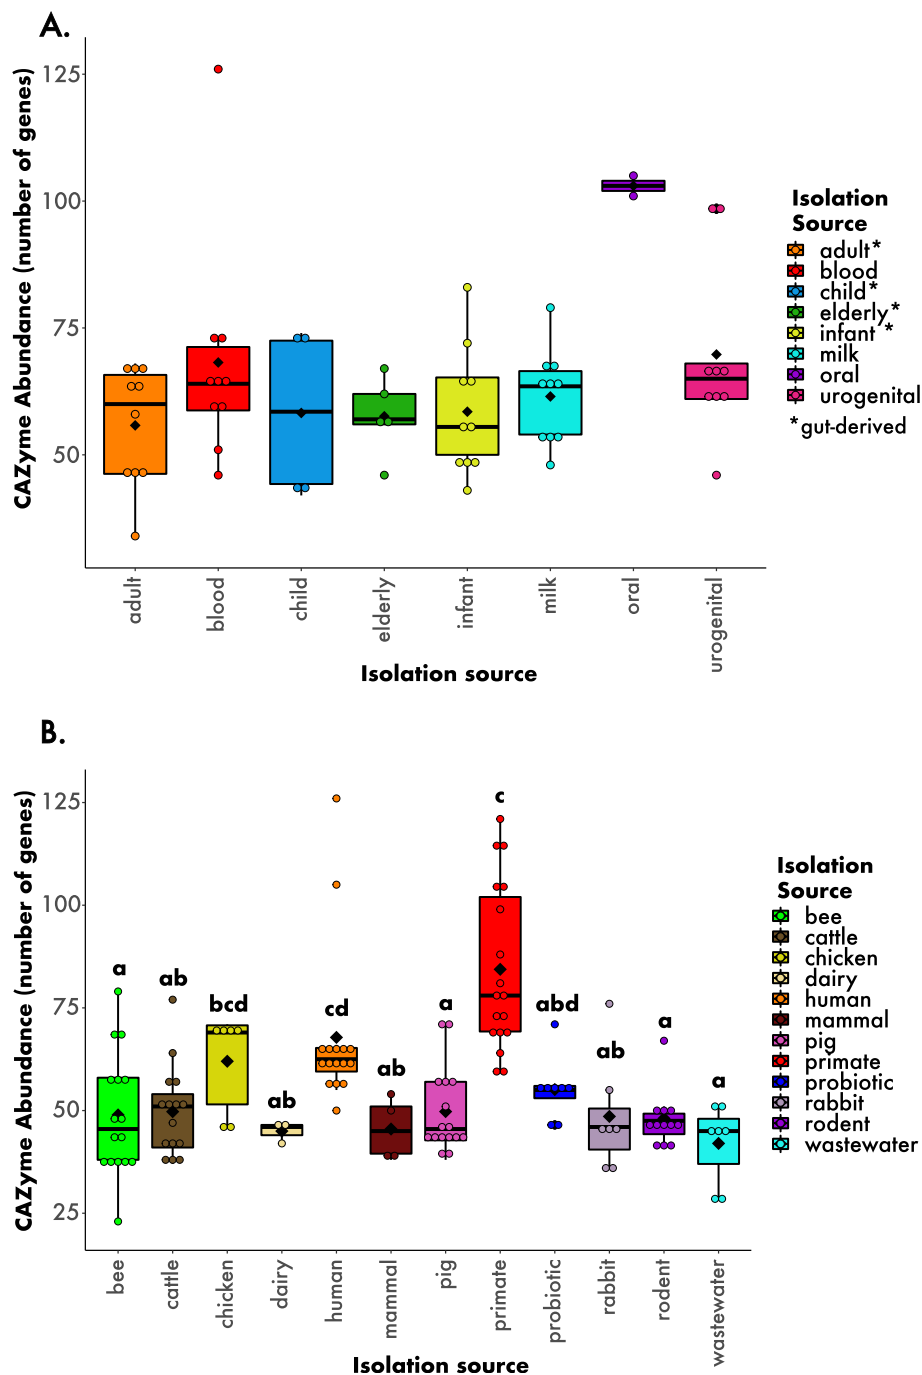 A.
CAZyme Abundance (number of genes)
125
100
75
50
adult
blood
child
elderly
infant
milk
oral
urogenital
Isolation source
Isolation
Source
adult*
blood
child*
elderly*
infant *
milk
oral
urogenital
*gut-derived
B.
CAZyme Abundance (number of genes)
125
100
75
50
25
a
ab
bcd
ab
cd
ab
a
c
abd
ab
a
a
bee
cattle
chicken
dairy
human
mammal
pig
primate
probiotic
rabbit
rodent
wastewater
Isolation source
Isolation
Source
bee
cattle
chicken
dairy
human
mammal
pig
primate
probiotic
rabbit
rodent
wastewater